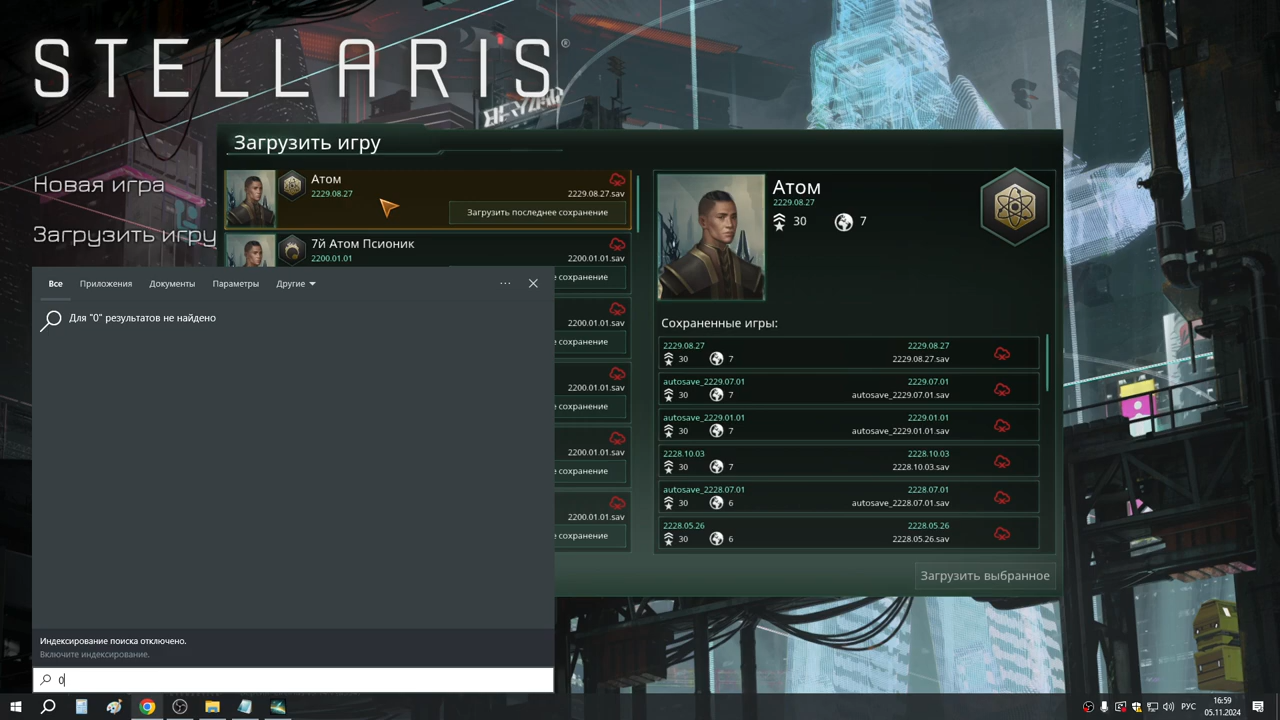 STELLARIS®
Загрузить игру
Новая игра
Загрузить игру
Атом
2229.08.27
2229.08.27.sav
Загрузить последнее сохранение
7й Атом Псионик
2200.01.01
2200.01.01.sav
е сохранение
2200.01.01.sav
е сохранение
2200.01.01.sav
е сохранение
2200.01.01.sav
е сохранение
2200.01.01.sav
е сохранение
Атом
2229.08.27
30 7
Сохраненные игры:
2229.08.27 2229.08.27
30 7 2229.08.27.sav
autosave_2229.07.01 2229.07.01
30 7 autosave_2229.07.01.sav
autosave_2229.01.01 2229.01.01
30 7 autosave_2229.01.01.sav
2228.10.03 2228.10.03
30 7 2228.10.03.sav
autosave_2228.07.01 2228.07.01
30 6 autosave_2228.07.01.sav
2228.05.26 2228.05.26
30 6 2228.05.26.sav
Загрузить выбранное
Все Приложения Документы Параметры Другие
Для "0" результатов не найдено
Индексирование поиска отключено.
Включите индексирование.
0
РУС
16:59
05.11.2024